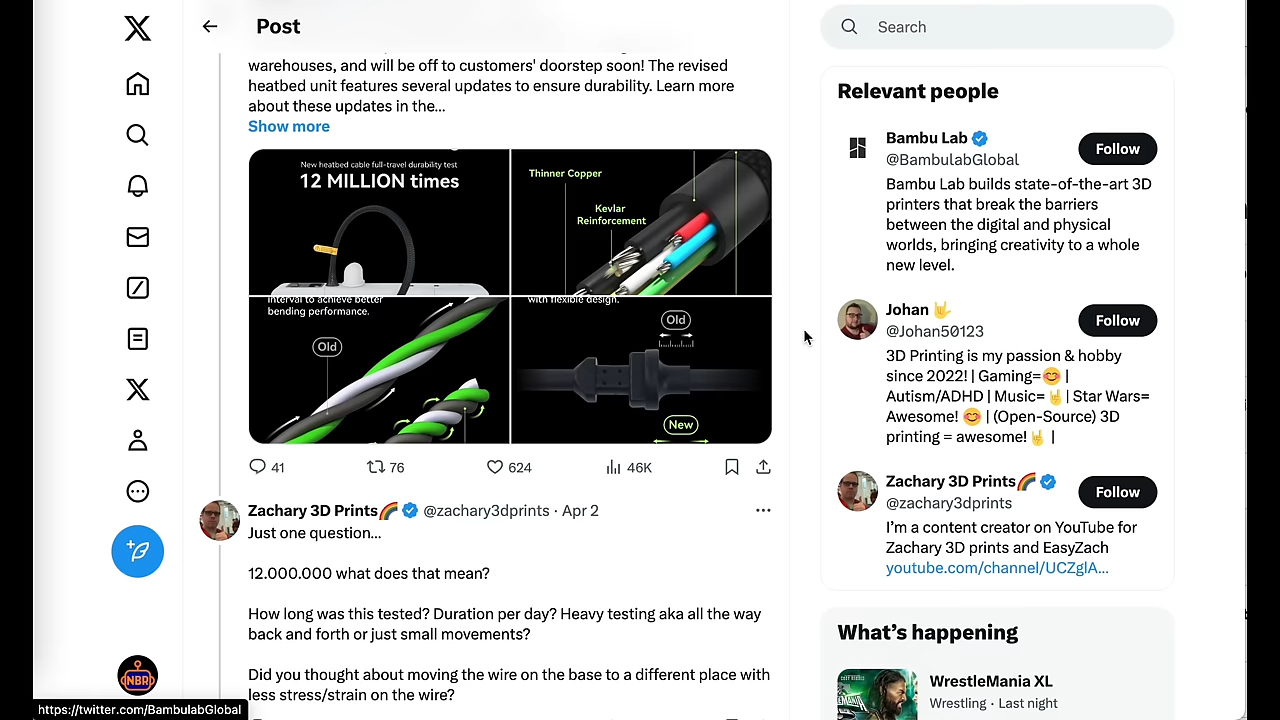 Post
warehouses, and will be off to customers' doorstep soon! The revised
heatbed unit features several updates to ensure durability. Learn more
about these updates in the...
Show more
New heatbed cable full-travel durability test
12 MILLION times
Thinner Copper
Kevlar
Reinforcement
interval to achieve better
bending performance.
Old
with flexible design.
Old
New
41
76
624
46K
Zachary 3D Prints🌈 @zachary3dprints · Apr 2
Just one question...
12.000.000 what does that mean?
How long was this tested? Duration per day? Heavy testing aka all the way
back and forth or just small movements?
Did you thought about moving the wire on the base to a different place with
less stress/strain on the wire?
Search
Relevant people
Bambu Lab
@BambulabGlobal
Follow
Bambu Lab builds state-of-the-art 3D
printers that break the barriers
between the digital and physical
worlds, bringing creativity to a whole
new level.
Johan 🤘
@Johan50123
Follow
3D Printing is my passion & hobby
since 2022! | Gaming=😊 |
Autism/ADHD | Music=🤘| Star Wars=
Awesome! 😊 | (Open-Source) 3D
printing = awesome!🤘 |
Zachary 3D Prints🌈
@zachary3dprints
Follow
I'm a content creator on YouTube for
Zachary 3D prints and EasyZach
youtube.com/channel/UCZglA...
What's happening
WrestleMania XL
Wrestling · Last night
NBR
https://twitter.com/BambulabGlobal